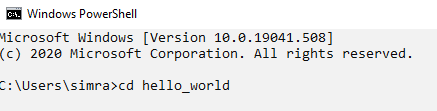 Windows PowerShell
Microsoft Windows [Version 10.0.19041.508]
(c) 2020 Microsoft Corporation. All rights reserved.
C:\Users\simra>cd hello_world